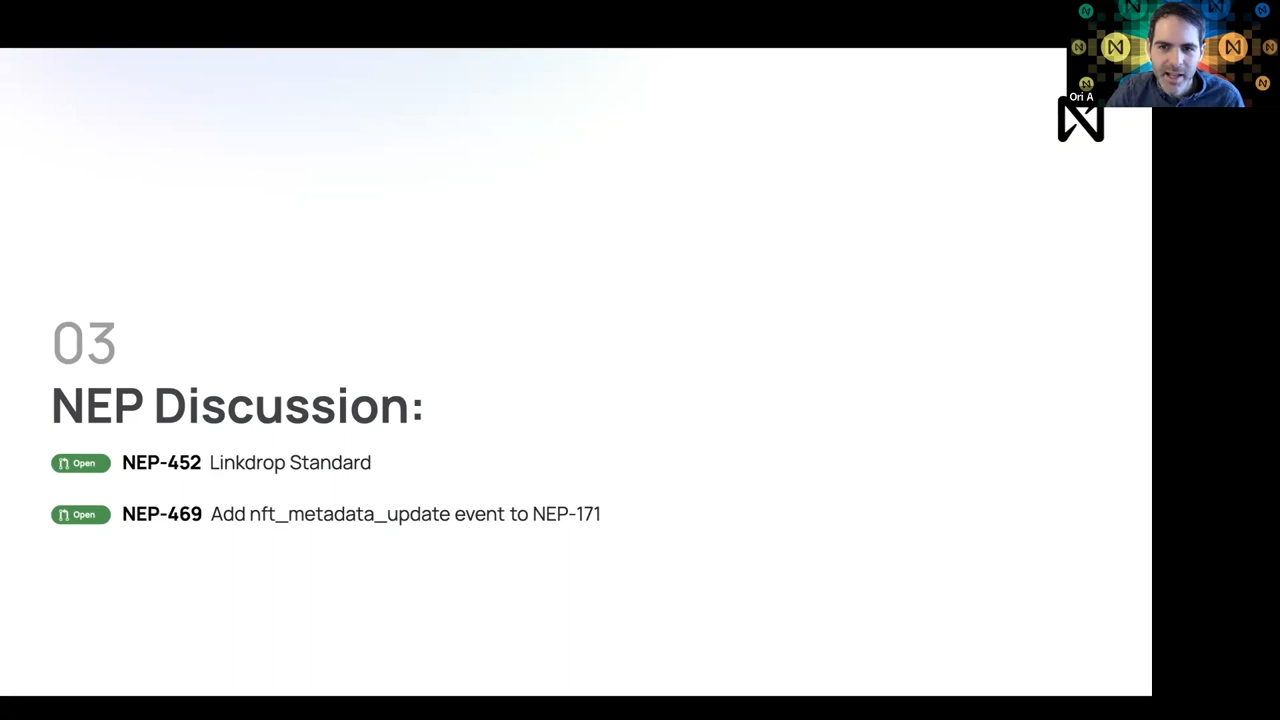 Ori A
03
NEP Discussion:
Open NEP-452 Linkdrop Standard
Open NEP-469 Add nft_metadata_update event to NEP-171